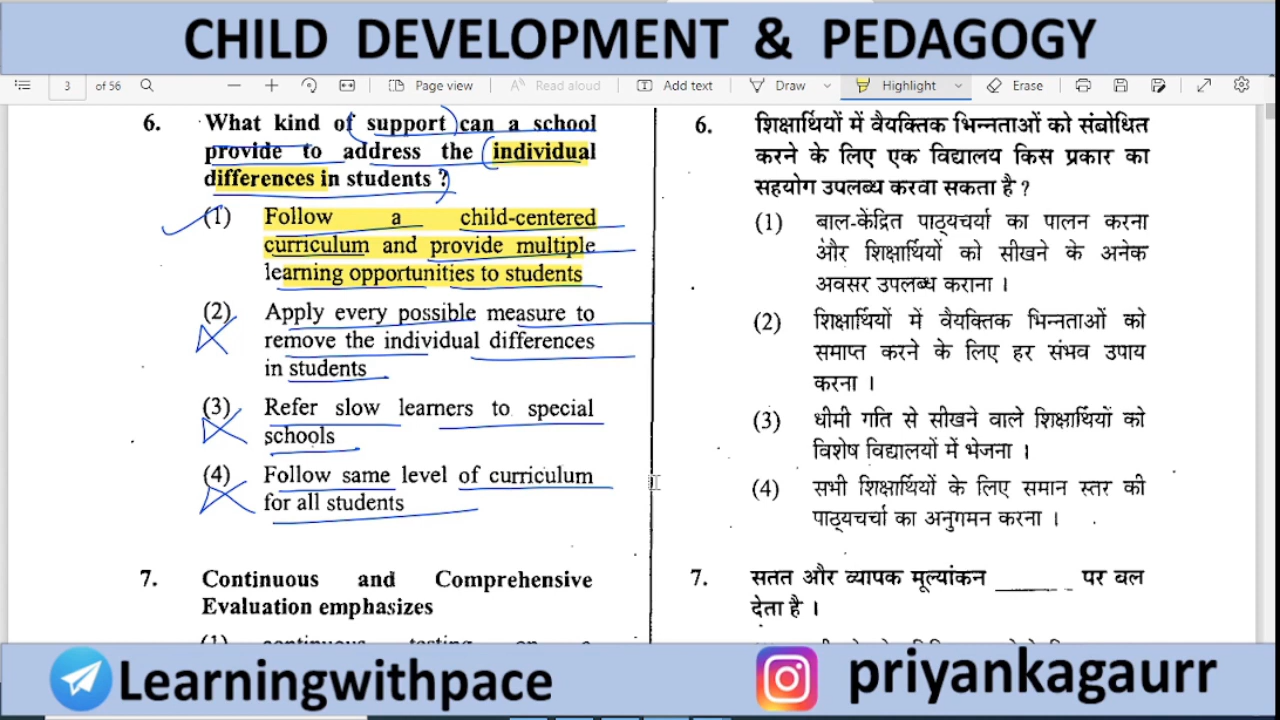 CHILD DEVELOPMENT & PEDAGOGY
3 of 56
Page view
Read aloud
Add text
Draw
Highlight
Erase
6. What kind of support can a school
provide to address the individual
differences in students ?
(1) Follow a child-centered
curriculum and provide multiple
learning opportunities to students
(2) Apply every possible measure to
remove the individual differences
in students
(3) Refer slow learners to special
schools
(4) Follow same level of curriculum
for all students
7. Continuous and Comprehensive
Evaluation emphasizes
(1) continuous testing on a
6. शिक्षार्थियों में वैयक्तिक भिन्नताओं को संबोधित
करने के लिए एक विद्यालय किस प्रकार का
सहयोग उपलब्ध करवा सकता है ?
(1) बाल-केंद्रित पाठ्यचर्या का पालन करना
और शिक्षार्थियों को सीखने के अनेक
अवसर उपलब्ध कराना ।
(2) शिक्षार्थियों में वैयक्तिक भिन्नताओं को
समाप्त करने के लिए हर संभव उपाय
करना ।
(3) धीमी गति से सीखने वाले शिक्षार्थियों को
विशेष विद्यालयों में भेजना ।
(4) सभी शिक्षार्थियों के लिए समान स्तर की
पाठ्यचर्चा का अनुगमन करना ।
7. सतत और व्यापक मूल्यांकन ______ पर बल
देता है ।
Learningwithpace
priyankagaurr